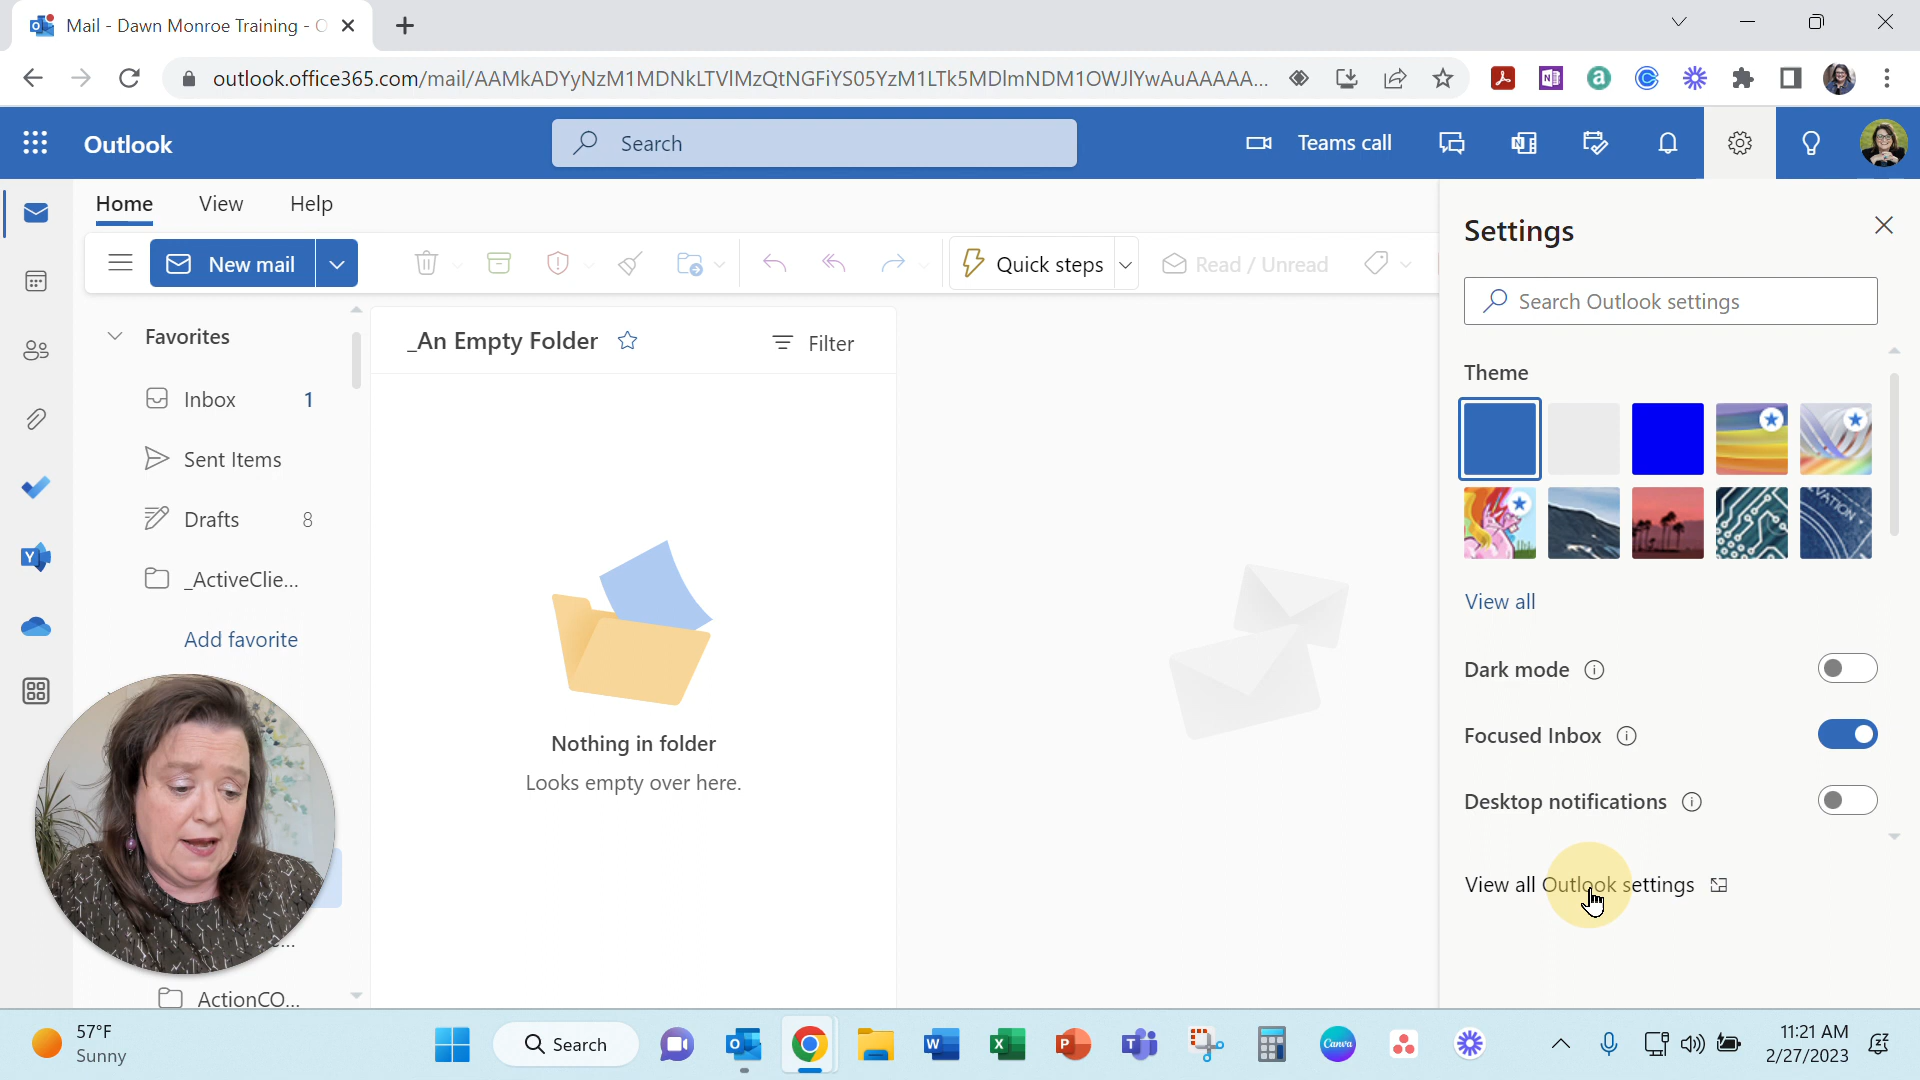 Mail - Dawn Monroe Training - O
outlook.office365.com/mail/AAMkADYyNzM1MDNkLTVlMzQtNGFiYS05YzM1LTk5MDlmNDM1OWJlYwAuAAAAA...
Outlook
Search
Teams call
Home View Help
New mail
Quick steps
Read / Unread
Favorites
Inbox 1
Sent Items
Drafts 8
_ActiveClie...
Add favorite
ActionCO...
_An Empty Folder
Filter
Nothing in folder
Looks empty over here.
Settings
Search Outlook settings
Theme
View all
Dark mode
Focused Inbox
Desktop notifications
View all Outlook settings
57°F
Sunny
Search
Canva
11:21 AM
2/27/2023